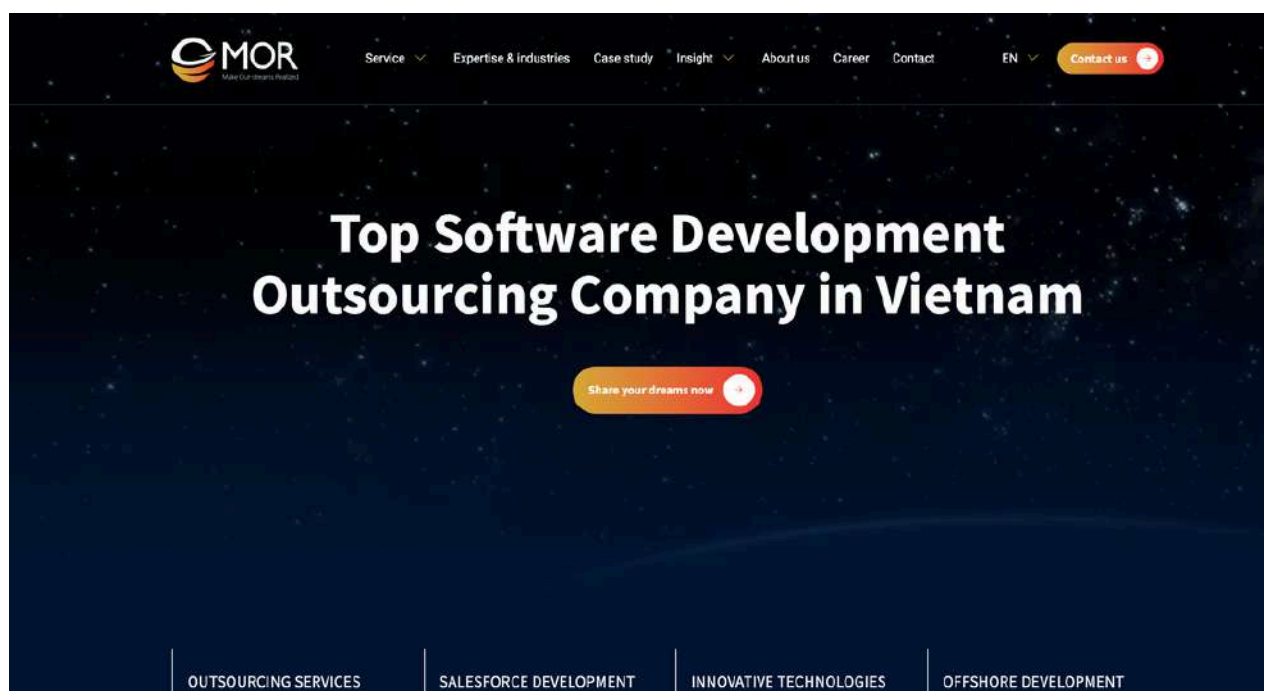 MOR
Make Our dreams Realized
Service
Expertise & industries
Case study
Insight
About us
Career
Contact
EN
Contact us
Top Software Development
Outsourcing Company in Vietnam
Share your dreams now
OUTSOURCING SERVICES
SALESFORCE DEVELOPMENT
INNOVATIVE TECHNOLOGIES
OFFSHORE DEVELOPMENT